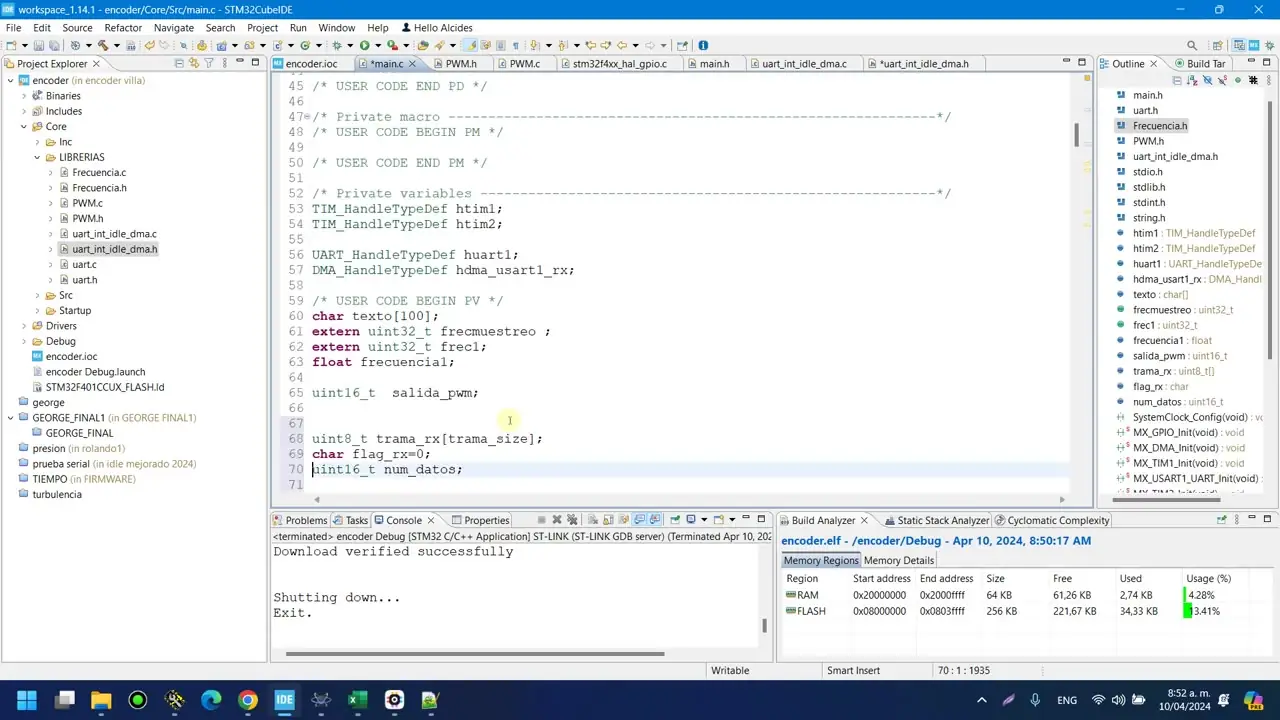 workspace_1.14.1 - encoder/Core/Src/main.c - STM32CubeIDE
File Edit Source Refactor Navigate Search Project Run Window Help Hello Alcides
Project Explorer
encoder (in encoder villa)
Binaries
Includes
Core
Inc
LIBRERIAS
Frecuencia.c
Frecuencia.h
PWM.c
PWM.h
uart_int_idle_dma.c
uart_int_idle_dma.h
uart.c
uart.h
Src
Startup
Drivers
Debug
encoder.ioc
encoder Debug.launch
STM32F401CCUX_FLASH.ld
george
GEORGE_FINAL1 (in GEORGE FINAL1)
GEORGE_FINAL
presion (in rolando1)
prueba serial (in idle mejorado 2024)
TIEMPO (in FIRMWARE)
turbulencia
encoder.ioc *main.c PWM.h PWM.c stm32f4xx_hal_gpio.c main.h uart_int_idle_dma.c *uart_int_idle_dma.h
45 /* USER CODE END PD */
46
47 /* Private macro ---------------------------------------------------------*/
48 /* USER CODE BEGIN PM */
49
50 /* USER CODE END PM */
51
52 /* Private variables -----------------------------------------------------*/
53 TIM_HandleTypeDef htim1;
54 TIM_HandleTypeDef htim2;
55
56 UART_HandleTypeDef huart1;
57 DMA_HandleTypeDef hdma_usart1_rx;
58
59 /* USER CODE BEGIN PV */
60 char texto[100];
61 extern uint32_t frecmuestreo ;
62 extern uint32_t frec1;
63 float frecuencia1;
64
65 uint16_t  salida_pwm;
66
67
68 uint8_t trama_rx[trama_size];
69 char flag_rx=0;
70 uint16_t num_datos;
71
Outline Build Tar
main.h
uart.h
Frecuencia.h
PWM.h
uart_int_idle_dma.h
stdio.h
stdlib.h
stdint.h
string.h
htim1 : TIM_HandleTypeDef
htim2 : TIM_HandleTypeDef
huart1 : UART_HandleTypeDe
hdma_usart1_rx : DMA_Handl
texto : char[]
frecmuestreo : uint32_t
frec1 : uint32_t
frecuencia1 : float
salida_pwm : uint16_t
trama_rx : uint8_t[]
flag_rx : char
num_datos : uint16_t
SystemClock_Config(void) : vo
MX_GPIO_Init(void) : void
MX_DMA_Init(void) : void
MX_TIM1_Init(void) : void
MX_USART1_UART_Init(void) :
Problems Tasks Console Properties
<terminated> encoder Debug [STM32 C/C++ Application] ST-LINK (ST-LINK GDB server) (Terminated Apr 10, 202
Download verified successfully
Shutting down...
Exit.
Build Analyzer Static Stack Analyzer Cyclomatic Complexity
encoder.elf - /encoder/Debug - Apr 10, 2024, 8:50:17 AM
Memory Regions Memory Details
Region Start address End address Size Free Used Usage (%)
RAM 0x20000000 0x2000ffff 64 KB 61,26 KB 2,74 KB 4.28%
FLASH 0x08000000 0x0803ffff 256 KB 221,67 KB 34,33 KB 13.41%
Writable Smart Insert 70 : 1 : 1935
IDE
ENG
8:52 a. m.
10/04/2024